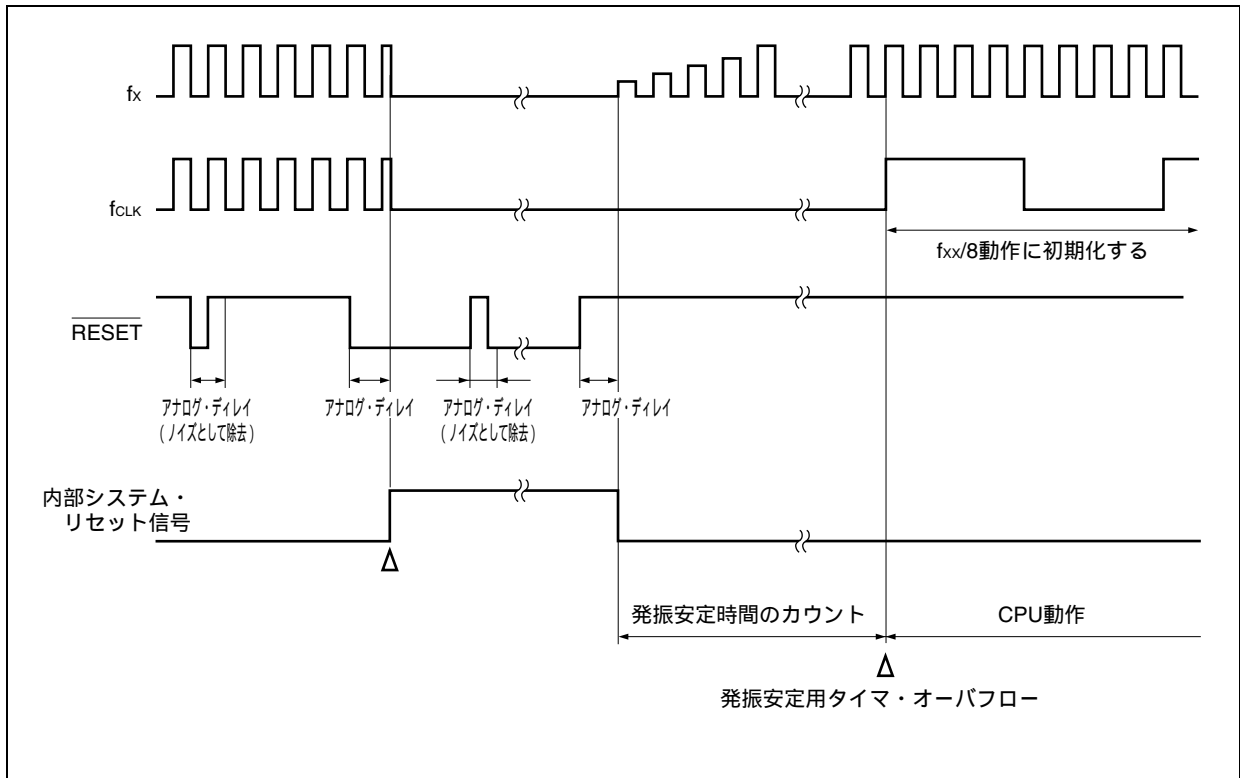 fX
fCLK
fXX/8動作に初期化する
RESET
アナログ・ディレイ
(ノイズとして除去)
アナログ・ディレイ
アナログ・ディレイ
(ノイズとして除去)
アナログ・ディレイ
内部システム・
リセット信号
発振安定時間のカウント
CPU動作
発振安定用タイマ・オーバフロー